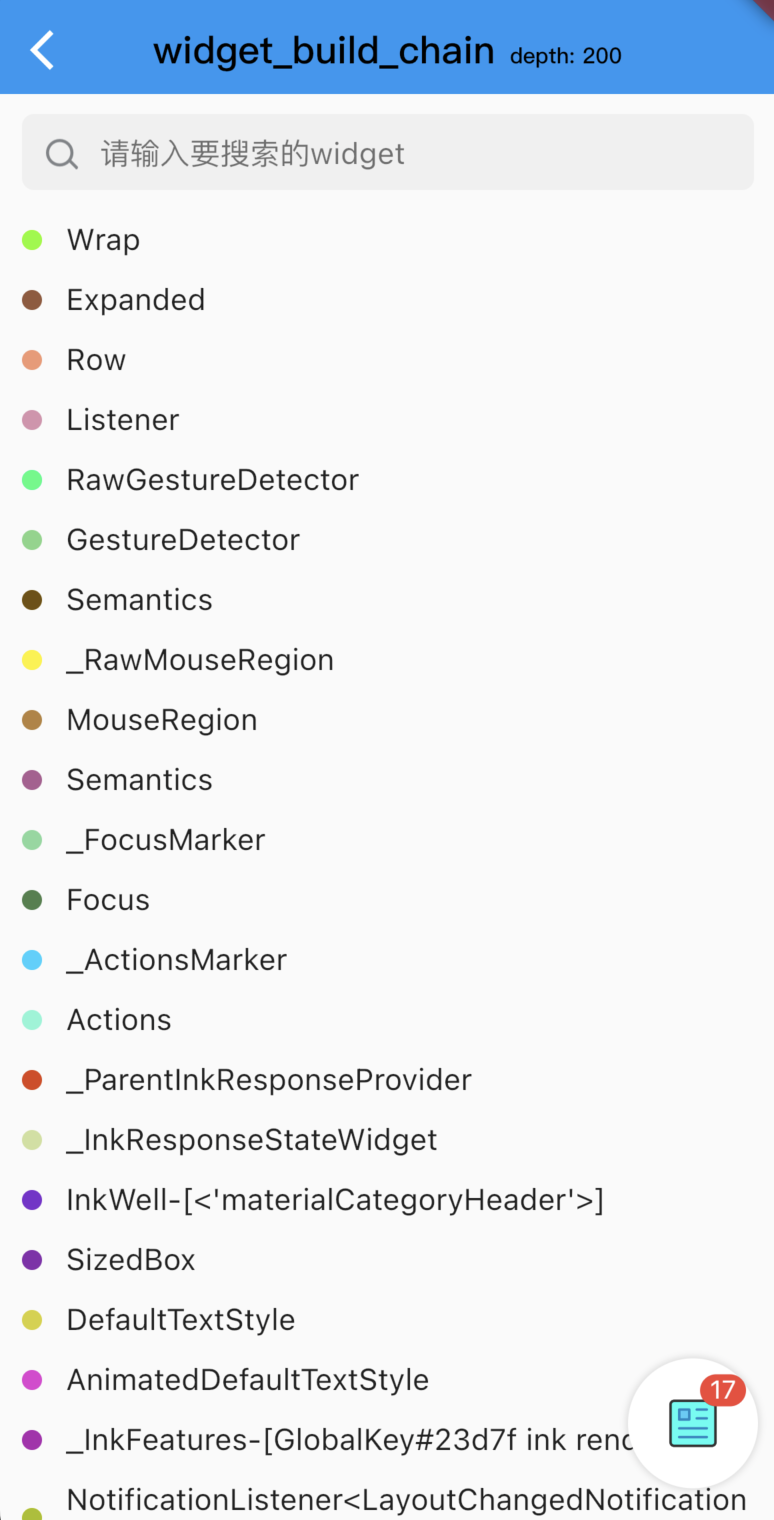 widget_build_chain depth: 200
请输入要搜索的widget
Wrap
Expanded
Row
Listener
RawGestureDetector
GestureDetector
Semantics
_RawMouseRegion
MouseRegion
Semantics
_FocusMarker
Focus
_ActionsMarker
Actions
_ParentInkResponseProvider
_InkResponseStateWidget
InkWell-[<'materialCategoryHeader'>]
SizedBox
DefaultTextStyle
AnimatedDefaultTextStyle
17
_InkFeatures-[GlobalKey#23d7f ink
NotificationListener<LayoutChangedNotification